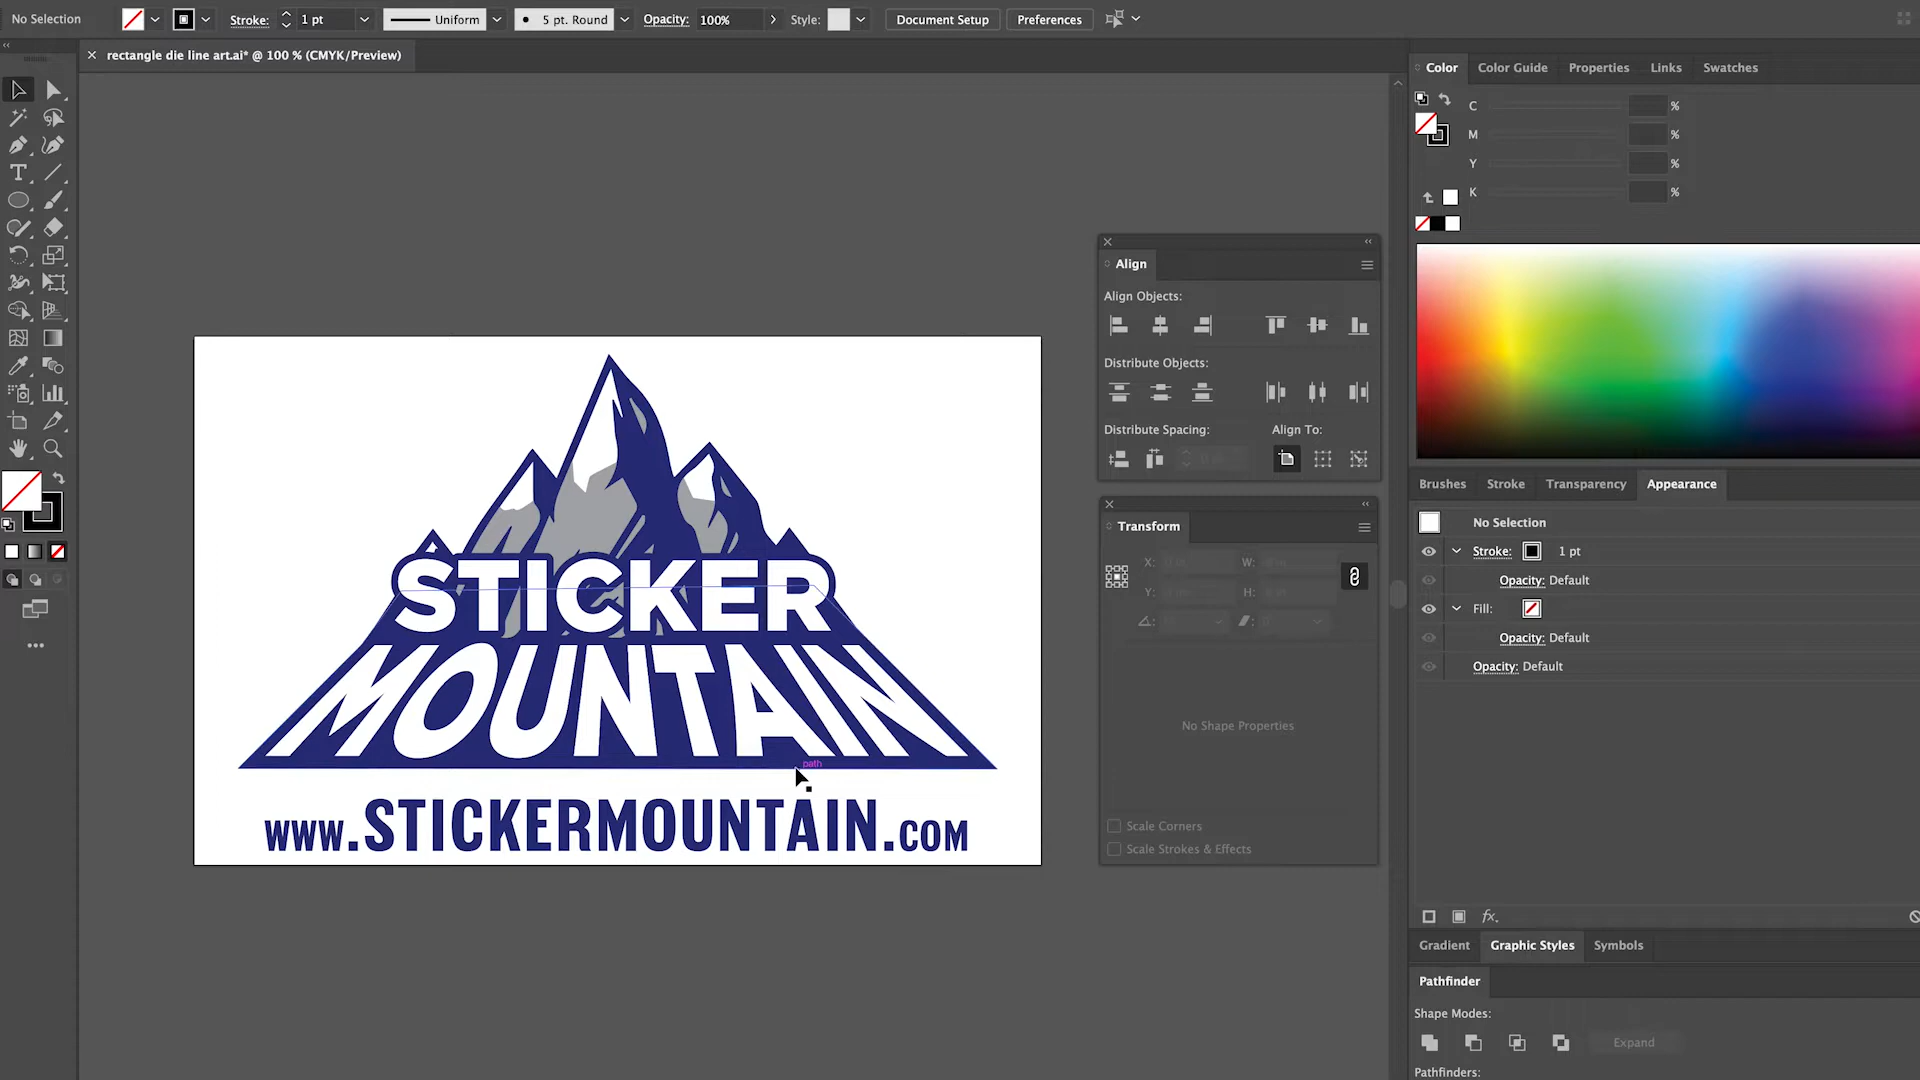 No Selection
Stroke: 1 pt
Uniform
5 pt. Round
Opacity: 100%
Style:
Document Setup
Preferences
rectangle die line art.ai* @ 100 % (CMYK/Preview)
Color
Color Guide
Properties
Links
Swatches
C %
M %
Y %
K %
Align
Align Objects:
Distribute Objects:
Distribute Spacing:
Align To:
Transform
X:
W:
Y:
H:
No Shape Properties
Scale Corners
Scale Strokes & Effects
STICKER
MOUNTAIN
path
www.STICKERMOUNTAIN.COM
Brushes
Stroke
Transparency
Appearance
No Selection
Stroke: 1 pt
Opacity: Default
Fill:
Opacity: Default
Opacity: Default
fx.
Gradient
Graphic Styles
Symbols
Pathfinder
Shape Modes:
Expand
Pathfinders: